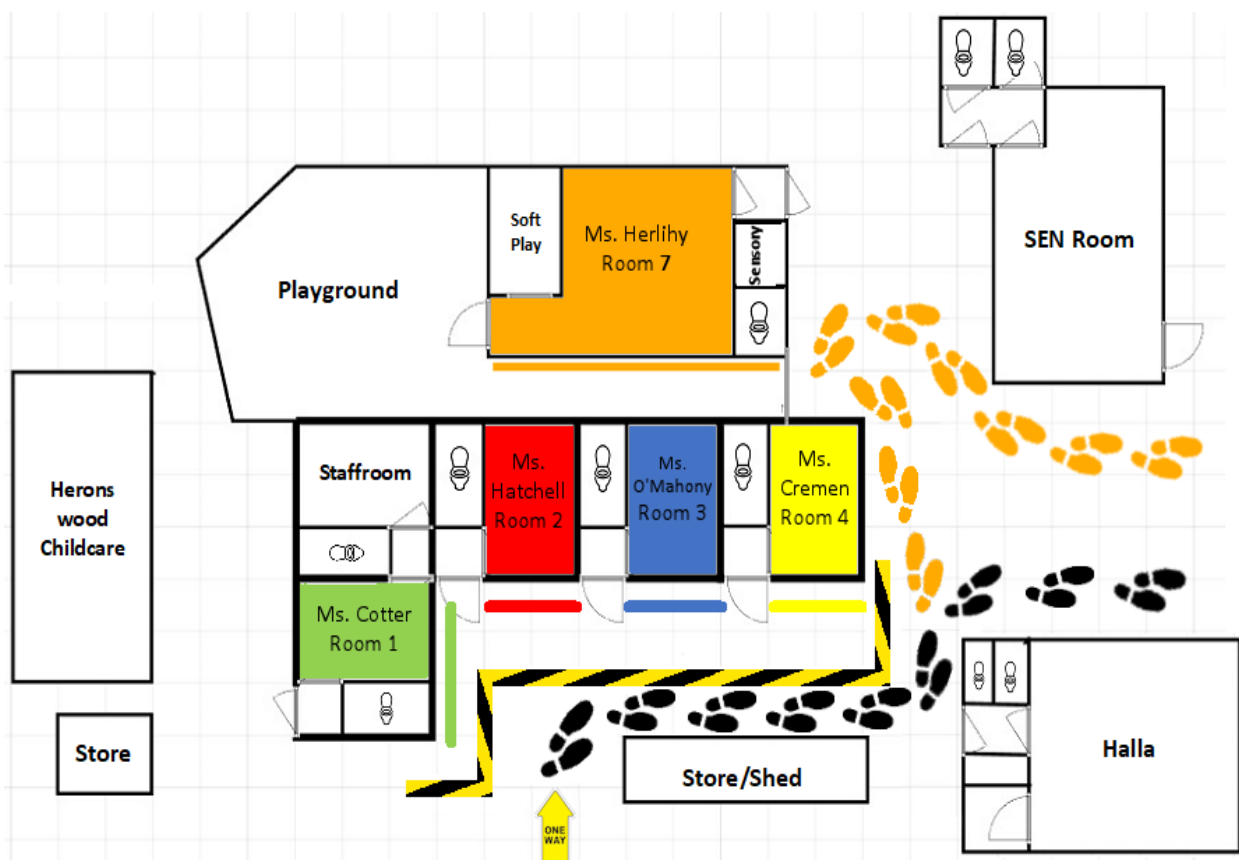 Soft
Play
Ms. Herlihy
Room 7
Sensory
SEN Room
Playground
Herons
wood
Childcare
Staffroom
Ms.
Hatchell
Room 2
Ms.
O'Mahony
Room 3
Ms.
Cremen
Room 4
Ms. Cotter
Room 1
Store
Store/Shed
Halla
ONE
WAY